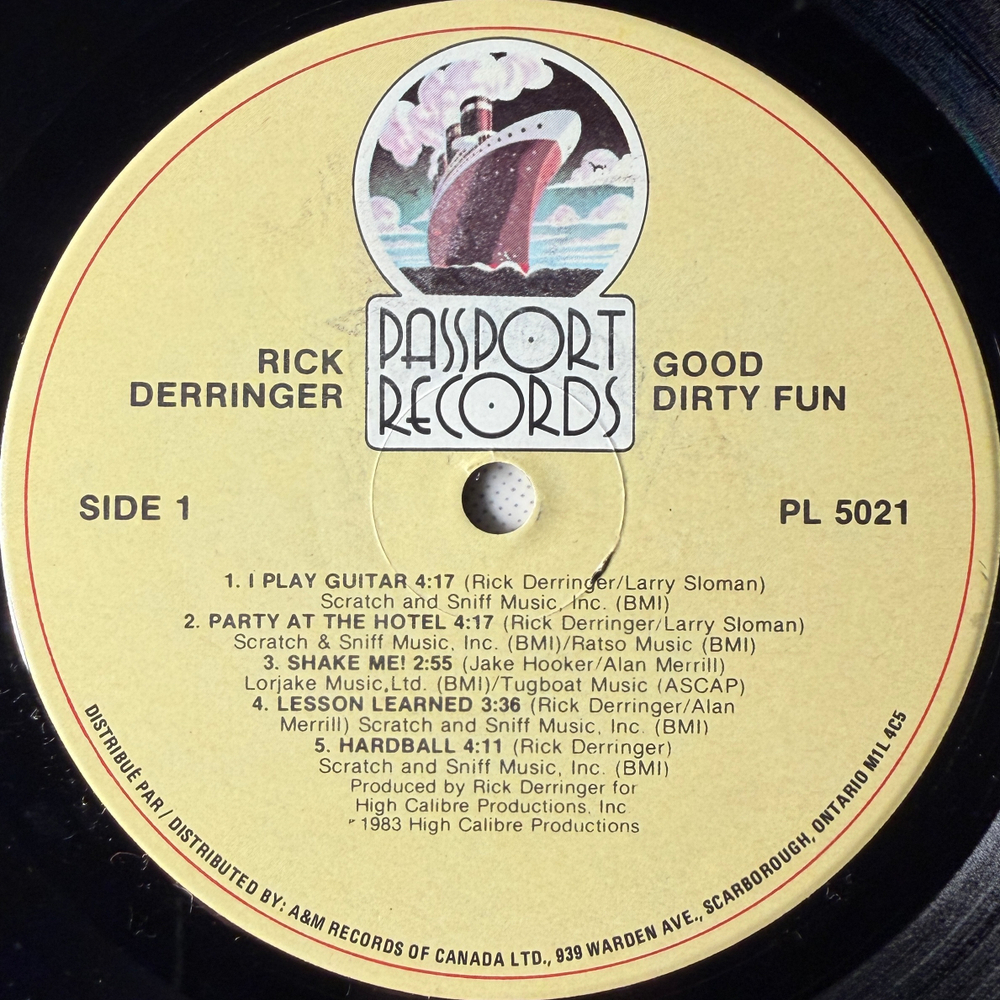 PASSPORT
RECORDS
RICK
DERRINGER
GOOD
DIRTY FUN
SIDE 1
PL 5021
1. I PLAY GUITAR 4:17 (Rick Derringer/Larry Sloman)
Scratch and Sniff Music, Inc. (BMI)
2. PARTY AT THE HOTEL 4:17 (Rick Derringer/Larry Sloman)
Scratch & Sniff Music, Inc. (BMI)/Ratso Music (BMI)
3. SHAKE ME! 2:55 (Jake Hooker/Alan Merrill)
Lorjake Music,Ltd. (BMI)/Tugboat Music (ASCAP)
4. LESSON LEARNED 3:36 (Rick Derringer/Alan
Merrill) Scratch and Sniff Music, Inc. (BMI)
5. HARDBALL 4:11 (Rick Derringer)
Scratch and Sniff Music, Inc. (BMI)
Produced by Rick Derringer for
High Calibre Productions, Inc
1983 High Calibre Productions
DISTRIBUÉ PAR / DISTRIBUTED BY: A&M RECORDS OF CANADA LTD., 939 WARDEN AVE., SCARBOROUGH, ONTARIO M1L 4C5